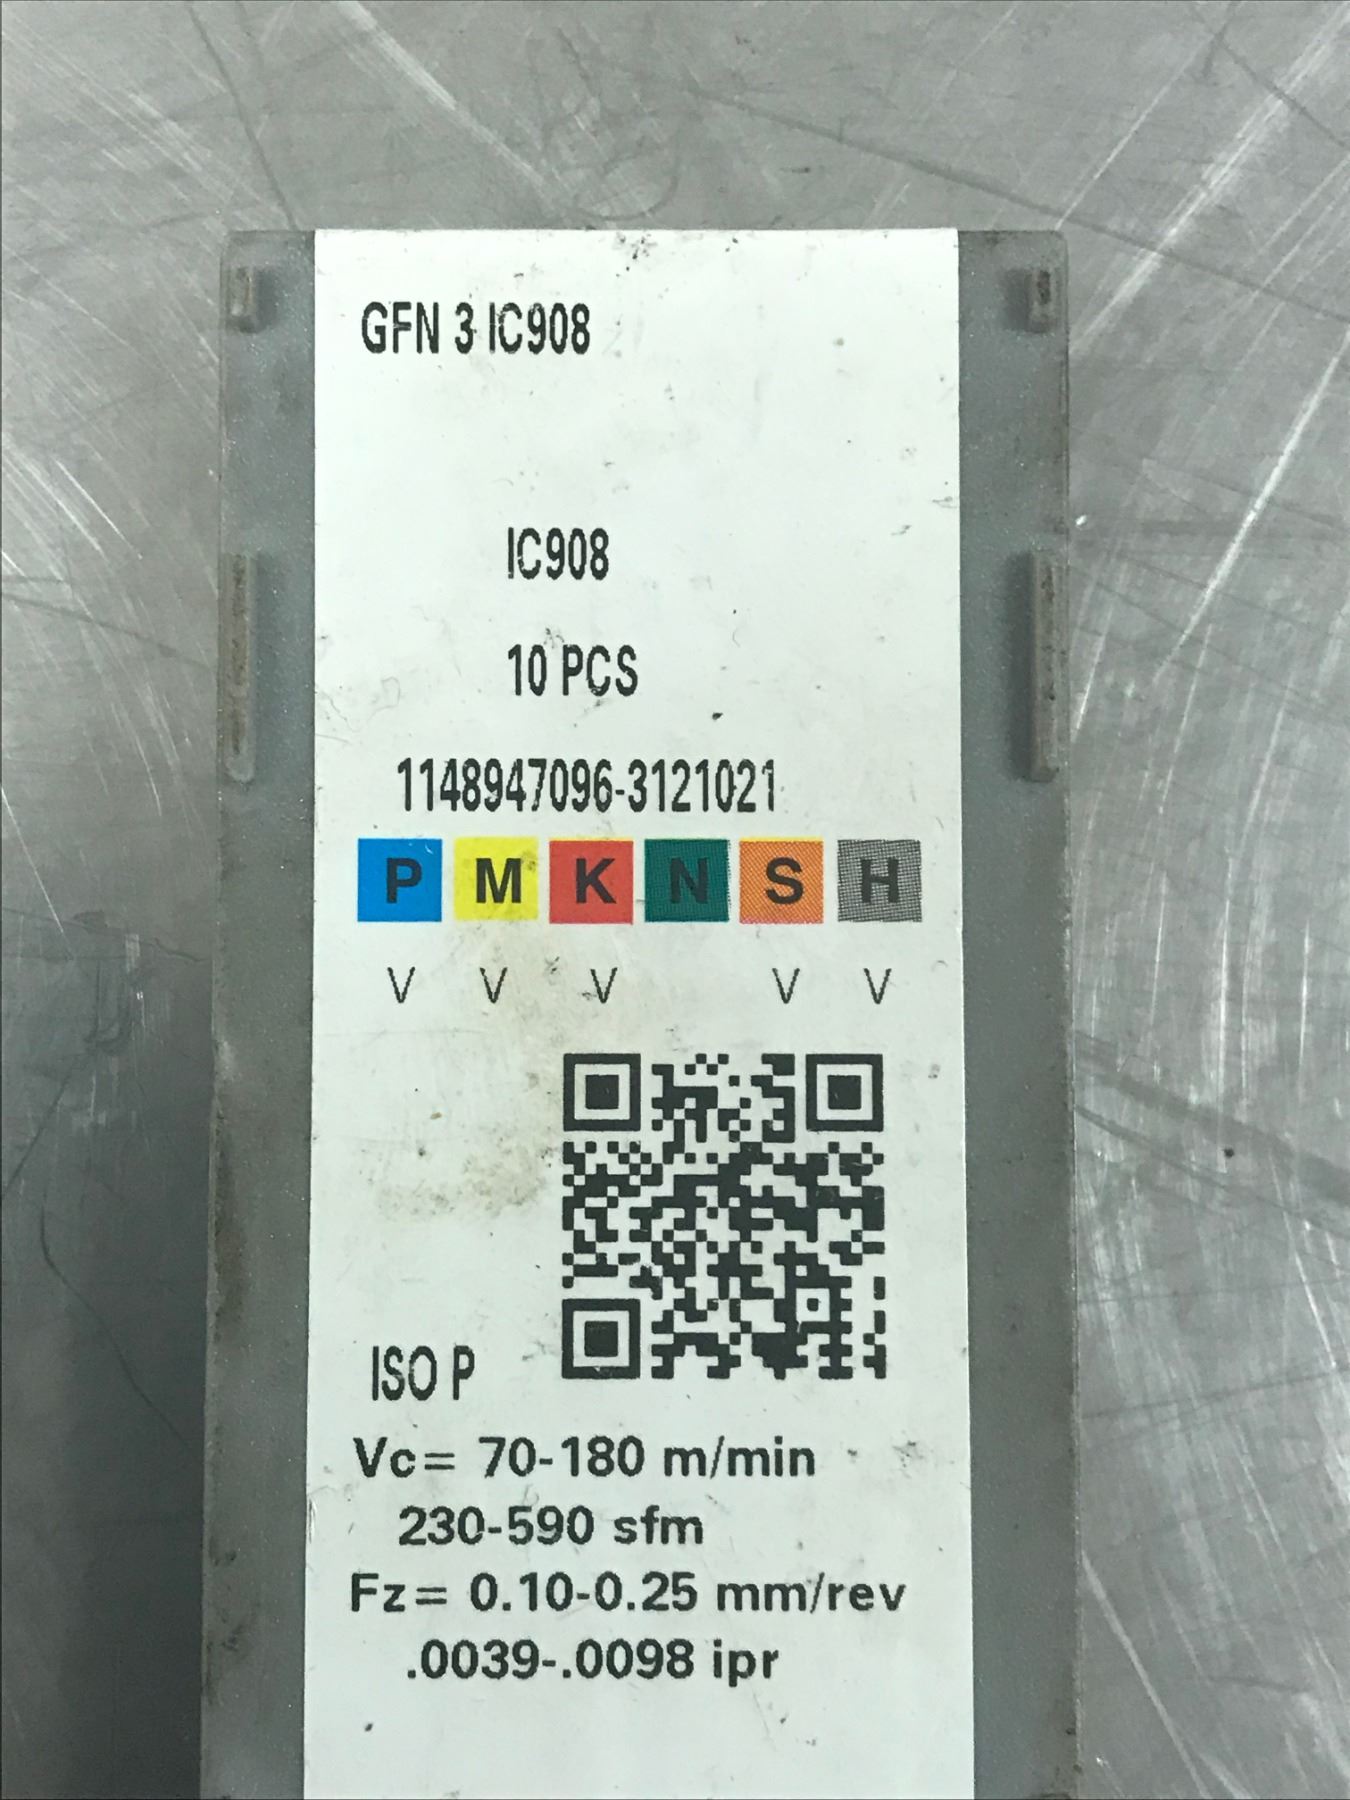 GFN 3 IC908
IC908
10 PCS
1148947096-3121021
P M K N S H
V V V V V
ISO P
Vc= 70-180 m/min
230-590 sfm
Fz= 0.10-0.25 mm/rev
.0039-.0098 ipr